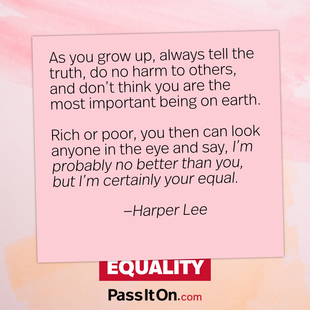 As you grow up, always tell the
truth, do no harm to others,
and don't think you are the
most important being on earth.
Rich or poor, you then can look
anyone in the eye and say, I'm
probably no better than you,
but I'm certainly your equal.
–Harper Lee
EQUALITY
PassItOn.com